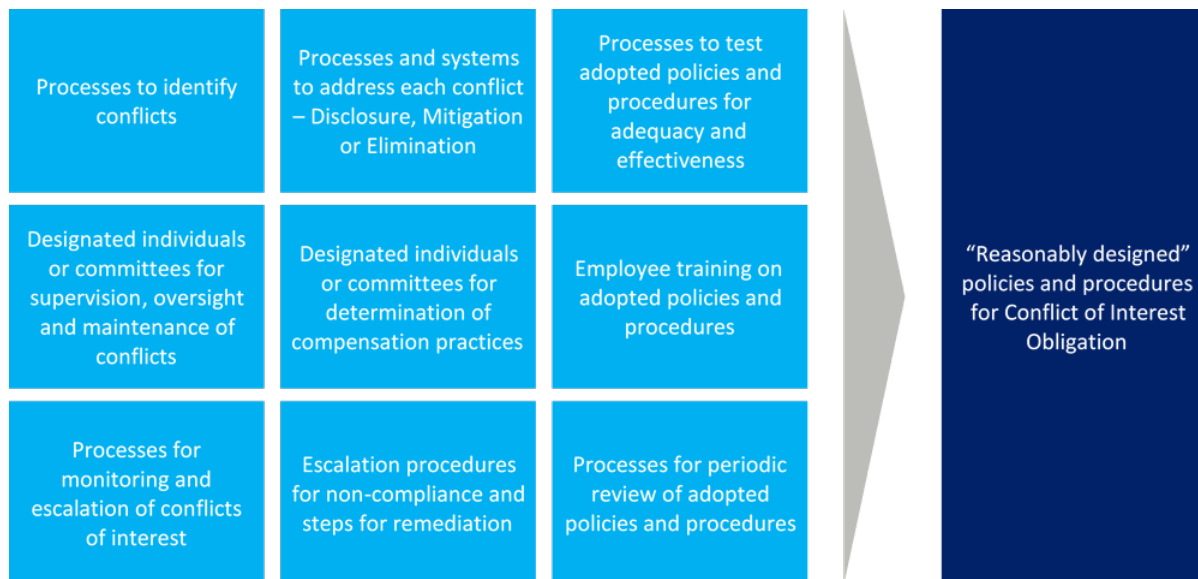 Processes to identify
conflicts
Processes and systems
to address each conflict
– Disclosure, Mitigation
or Elimination
Processes to test
adopted policies and
procedures for
adequacy and
effectiveness
Designated individuals
or committees for
supervision, oversight
and maintenance of
conflicts
Designated individuals
or committees for
determination of
compensation practices
Employee training on
adopted policies and
procedures
Processes for
monitoring and
escalation of conflicts
of interest
Escalation procedures
for non-compliance and
steps for remediation
Processes for periodic
review of adopted
policies and procedures
“Reasonably designed”
policies and procedures
for Conflict of Interest
Obligation